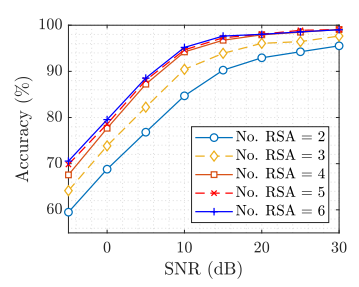 100
90
80
70
60
Accuracy (%)
No. RSA = 2
No. RSA = 3
No. RSA = 4
No. RSA = 5
No. RSA = 6
0
10
20
30
SNR (dB)